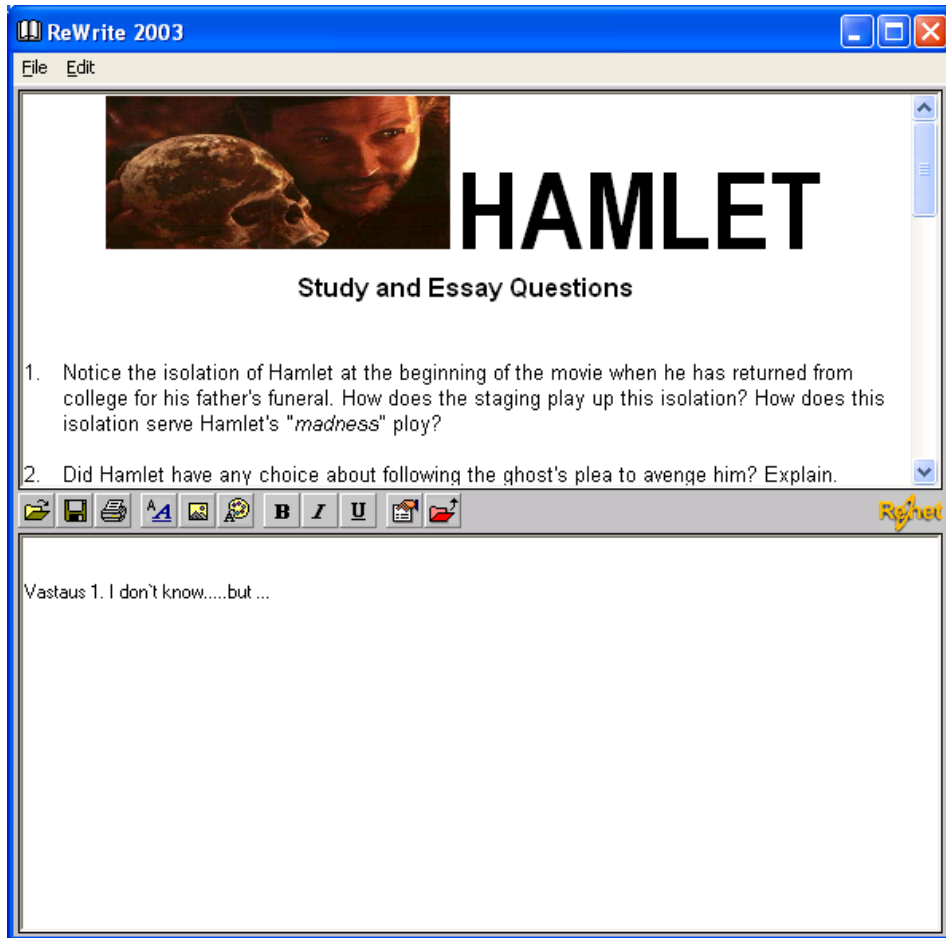 ReWrite 2003
File Edit
HAMLET
Study and Essay Questions
1. Notice the isolation of Hamlet at the beginning of the movie when he has returned from
college for his father's funeral. How does the staging play up this isolation? How does this
isolation serve Hamlet's "madness" ploy?
2. Did Hamlet have any choice about following the ghost's plea to avenge him? Explain.
A A B I U
Vastaus 1. I don`t know.....but ...